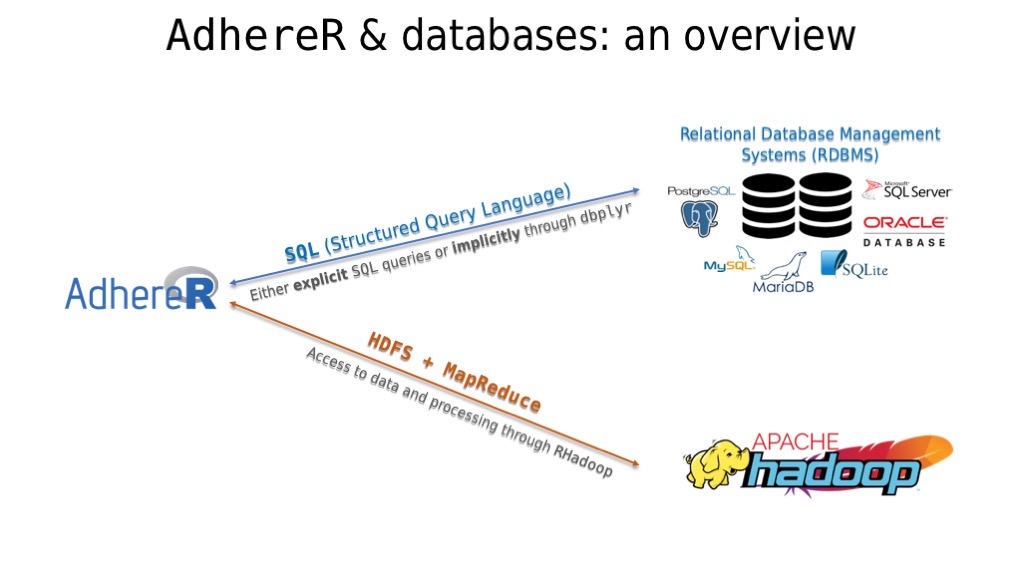 AdhereR & databases: an overview
Relational Database Management
Systems (RDBMS)
PostgreSQL
Microsoft
SQL Server
ORACLE
DATABASE
MySQL
MariaDB
SQLite
SQL (Structured Query Language)
Either explicit SQL queries or implicitly through dbplyr
AdhereR
HDFS + MapReduce
Access to data and processing through RHadoop
APACHE
hadoop